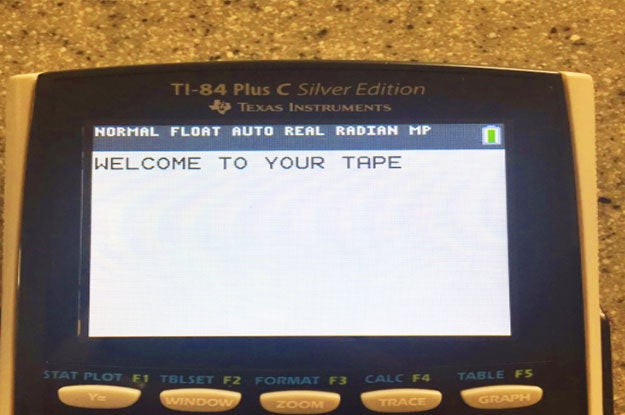 TI-84 Plus C Silver Edition
TEXAS INSTRUMENTS
NORMAL FLOAT AUTO REAL RADIAN MP
WELCOME TO YOUR TAPE
STAT PLOT F1 TBLSET F2 FORMAT F3 CALC F4 TABLE F5
Y= WINDOW ZOOM TRACE GRAPH